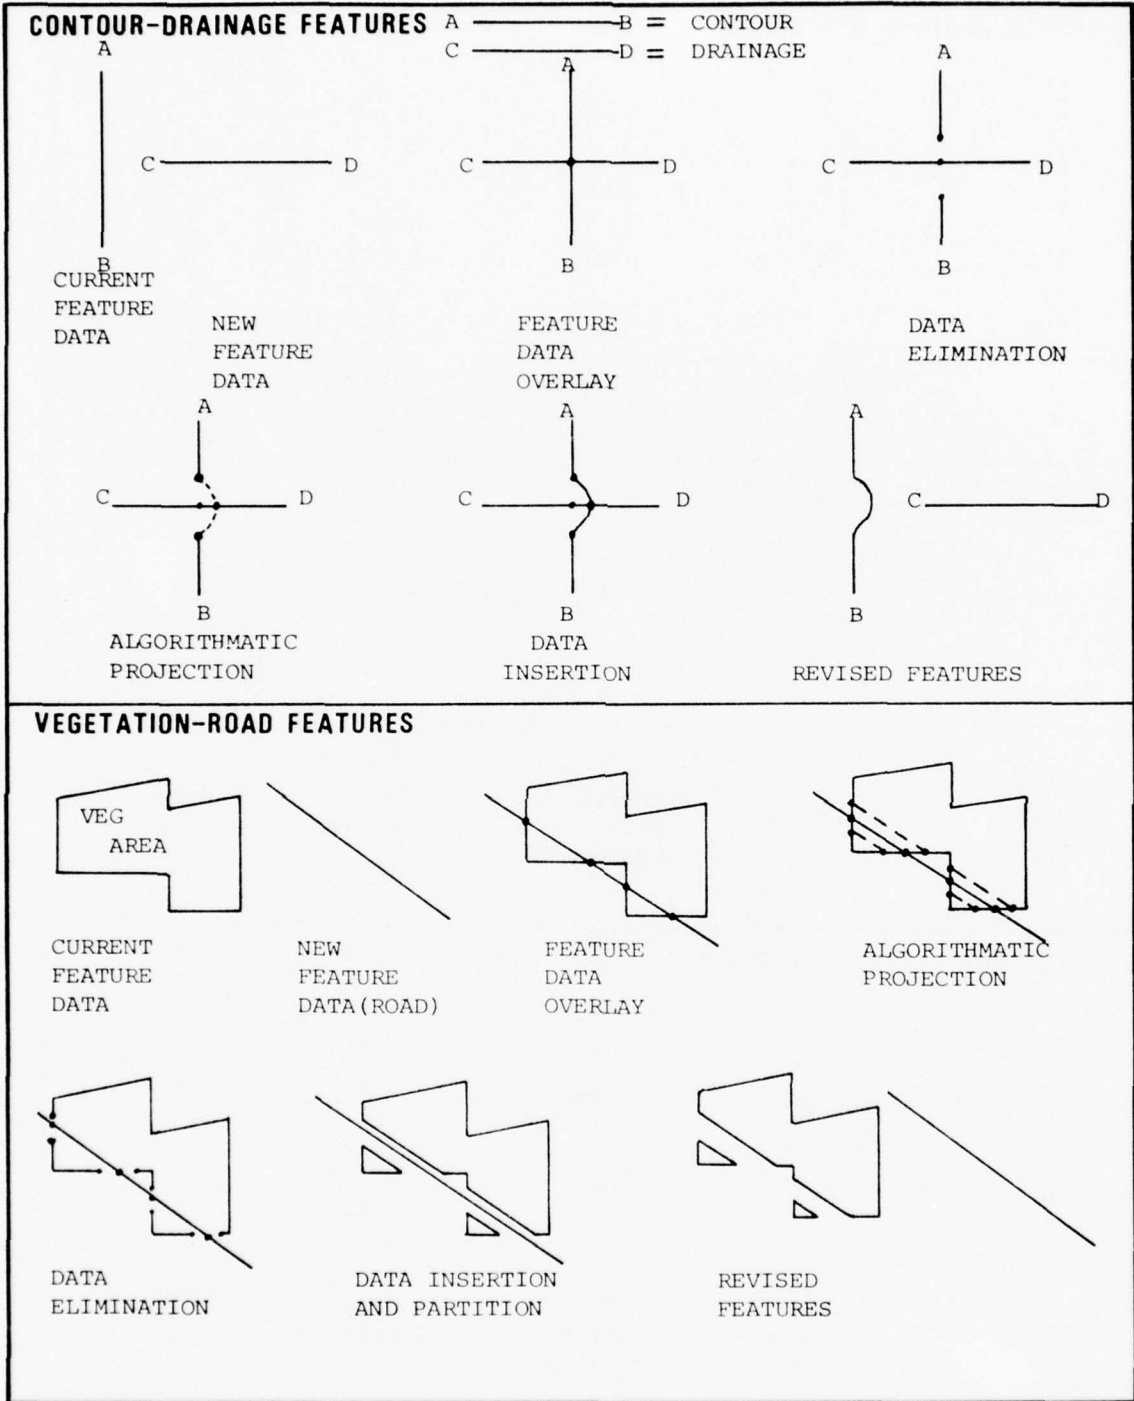 CONTOUR-DRAINAGE FEATURES A B = CONTOUR
C D = DRAINAGE
A
B
C D
A
C D
B
A
C D
B
CURRENT
FEATURE
DATA
NEW
FEATURE
DATA
FEATURE
DATA
OVERLAY
DATA
ELIMINATION
A
C D
B
A
C D
B
A
C D
B
ALGORITHMATIC
PROJECTION
DATA
INSERTION
REVISED FEATURES
VEGETATION-ROAD FEATURES
VEG
AREA
CURRENT
FEATURE
DATA
NEW
FEATURE
DATA(ROAD)
FEATURE
DATA
OVERLAY
ALGORITHMATIC
PROJECTION
DATA
ELIMINATION
DATA INSERTION
AND PARTITION
REVISED
FEATURES